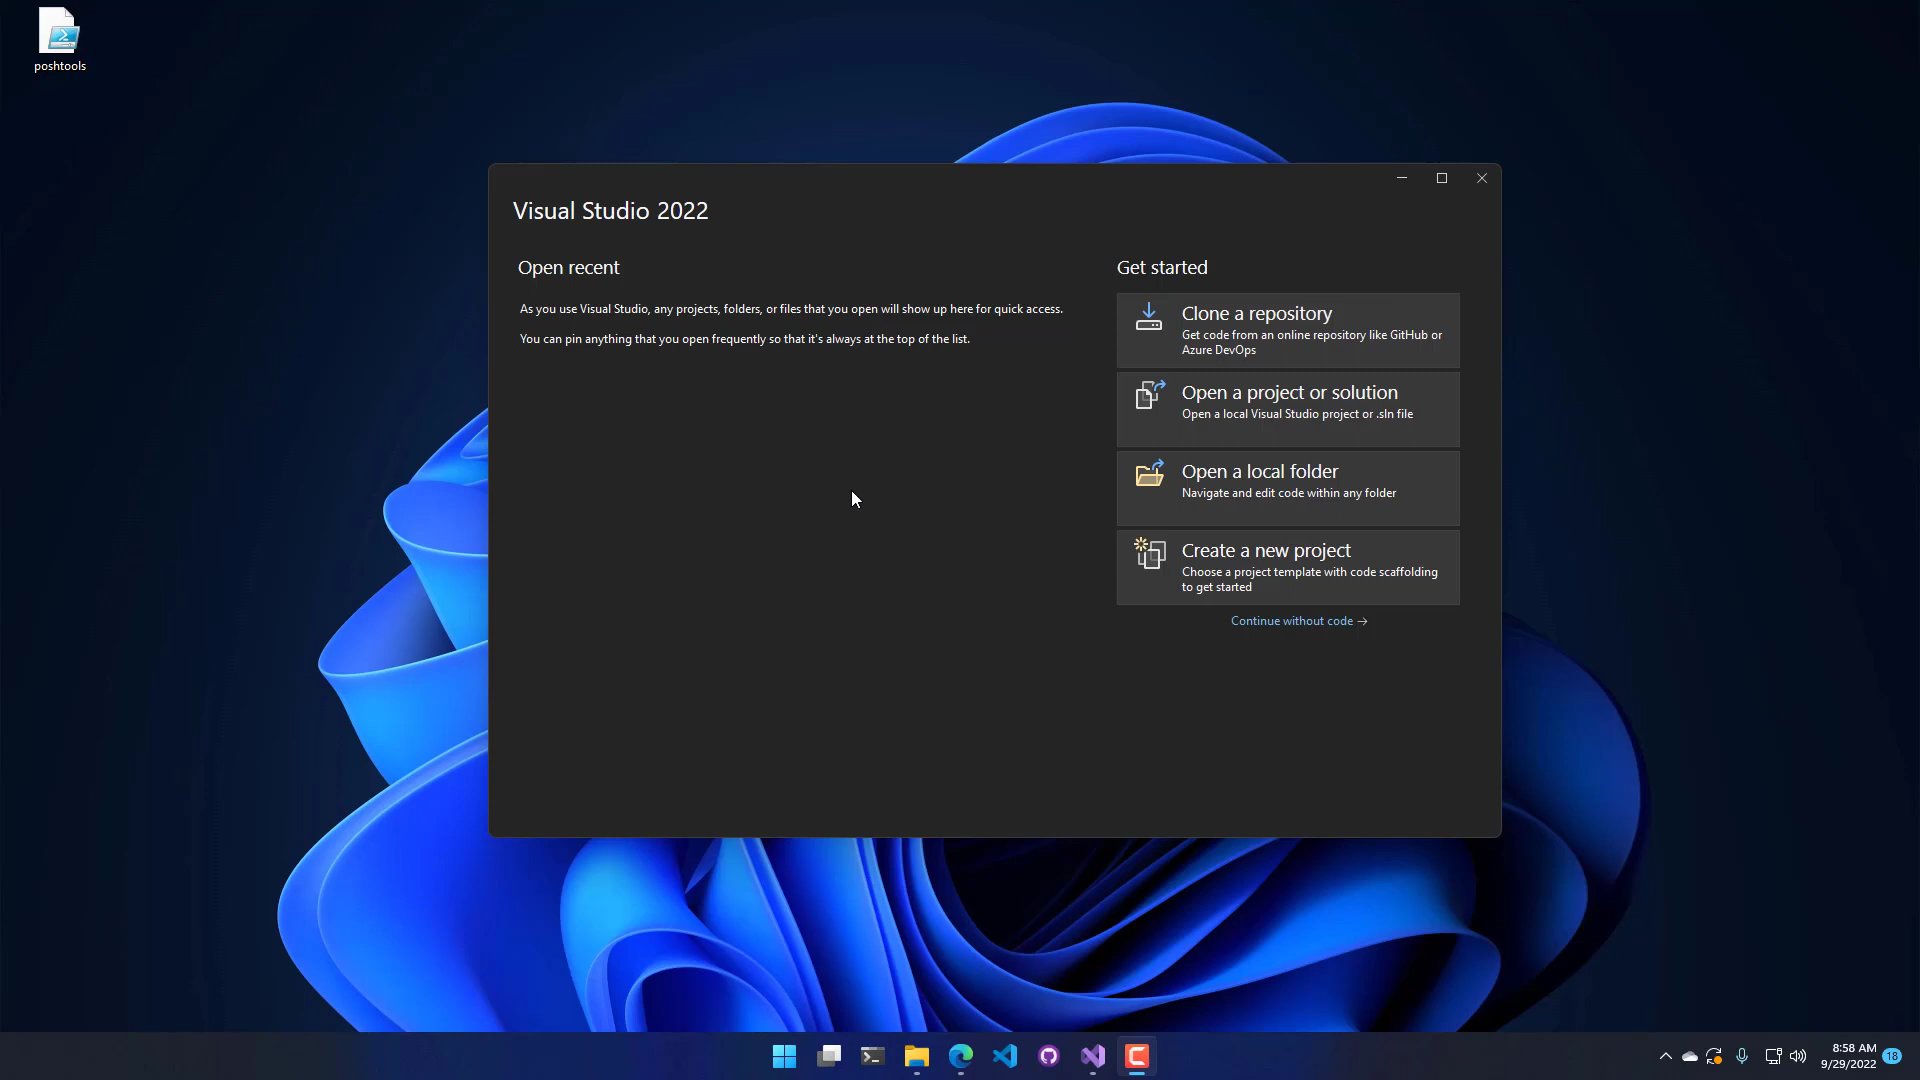 poshtools
Visual Studio 2022
Open recent
As you use Visual Studio, any projects, folders, or files that you open will show up here for quick access.
You can pin anything that you open frequently so that it's always at the top of the list.
Get started
Clone a repository
Get code from an online repository like GitHub or
Azure DevOps
Open a project or solution
Open a local Visual Studio project or .sln file
Open a local folder
Navigate and edit code within any folder
Create a new project
Choose a project template with code scaffolding
to get started
Continue without code →
8:58 AM
9/29/2022
18